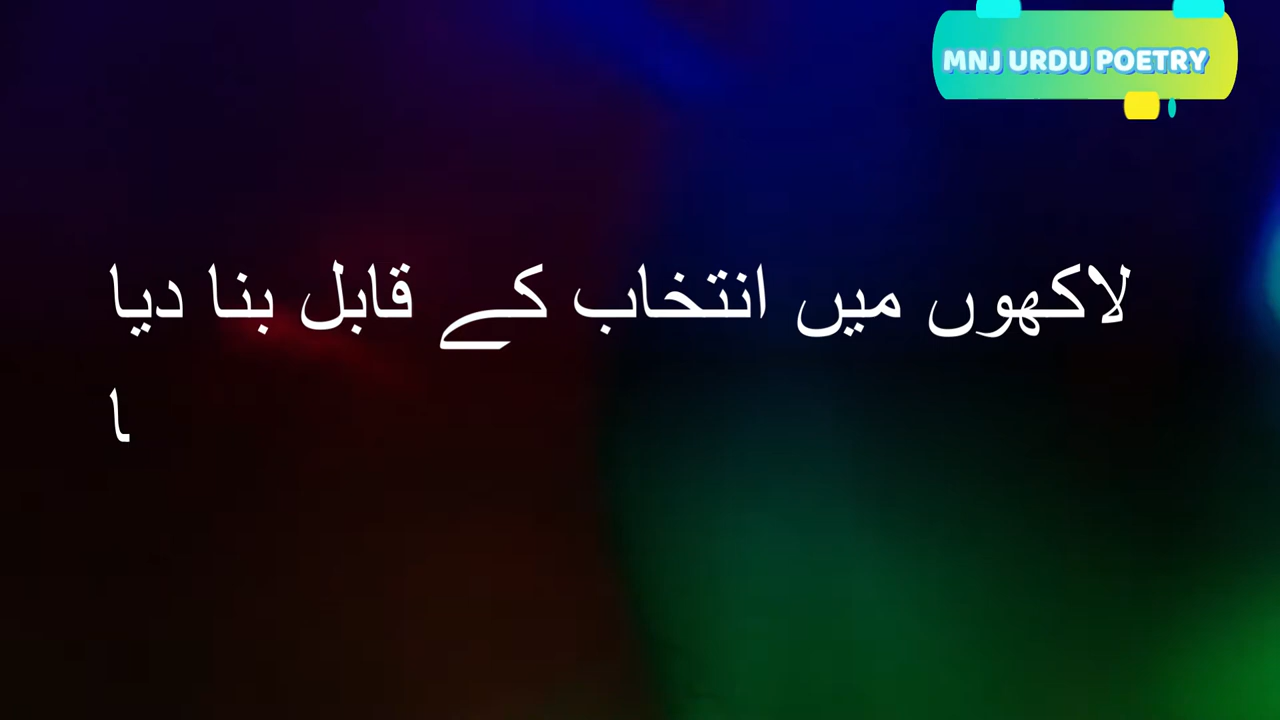 MNJ URDU POETRY
لاکھوں میں انتخاب کے قابل بنا دیا
ا